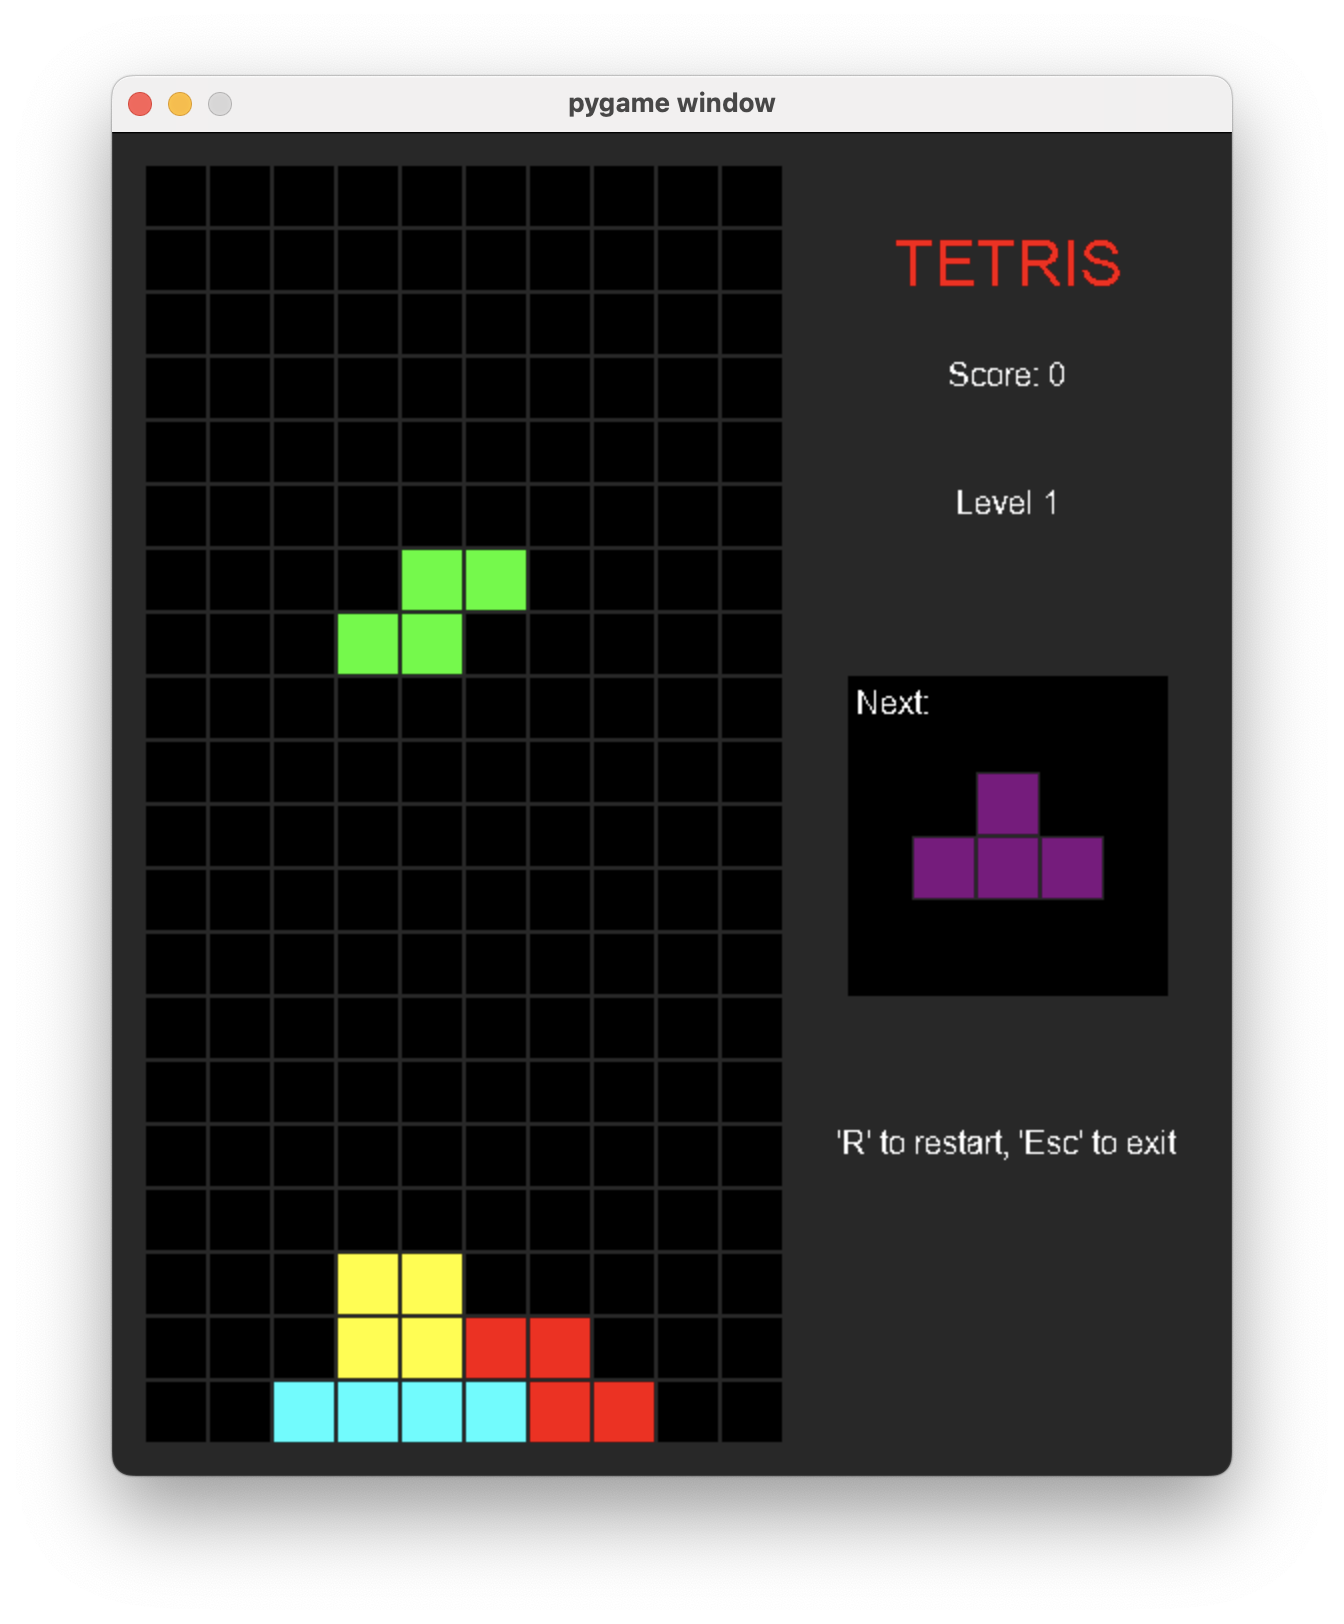 pygame window
TETRIS
Score: 0
Level 1
Next:
'R' to restart, 'Esc' to exit